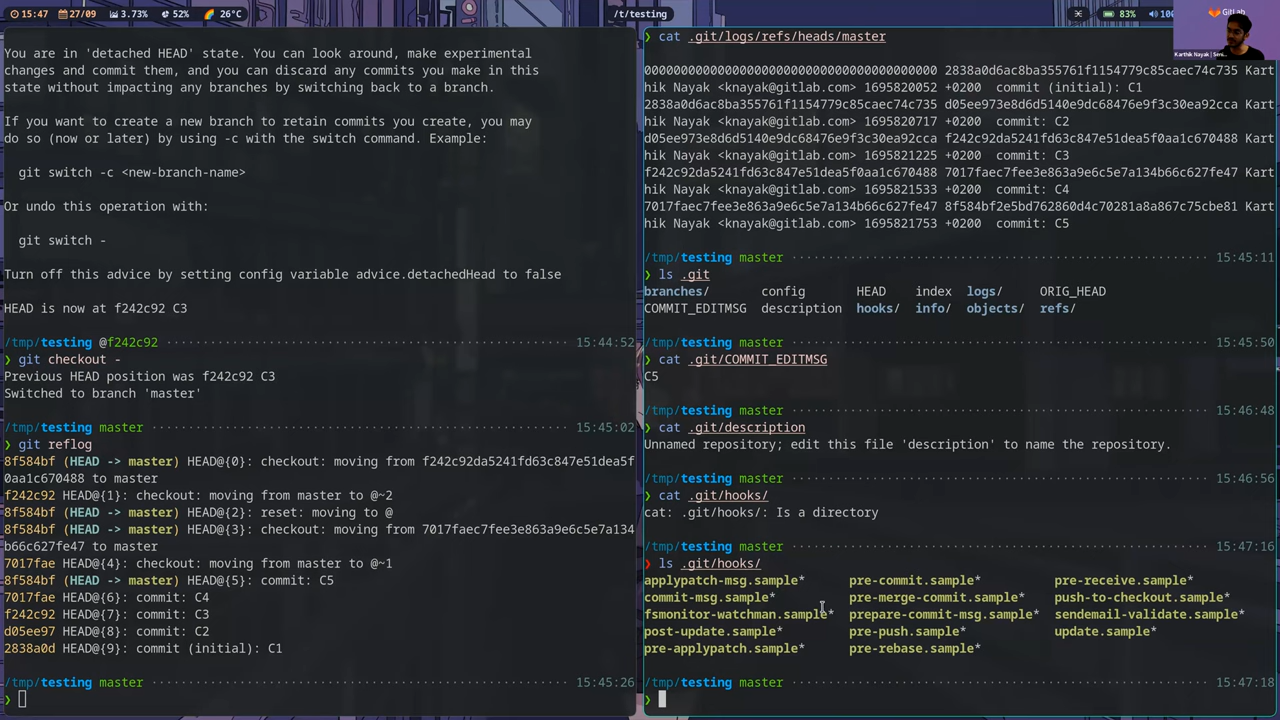 15:47 27/09 3.73% 52% 26°C
/t/testing
83%
GitLab
Karthik Nayak
You are in 'detached HEAD' state. You can look around, make experimental
changes and commit them, and you can discard any commits you make in this
state without impacting any branches by switching back to a branch.
If you want to create a new branch to retain commits you create, you may
do so (now or later) by using -c with the switch command. Example:
git switch -c <new-branch-name>
Or undo this operation with:
git switch -
Turn off this advice by setting config variable advice.detachedHead to false
HEAD is now at f242c92 C3
/tmp/testing @f242c92 15:44:52
❯ git checkout -
Previous HEAD position was f242c92 C3
Switched to branch 'master'
/tmp/testing master 15:45:02
❯ git reflog
8f584bf (HEAD -> master) HEAD@{0}: checkout: moving from f242c92da5241fd63c847e51dea5f
0aa1c670488 to master
f242c92 HEAD@{1}: checkout: moving from master to @~2
8f584bf (HEAD -> master) HEAD@{2}: reset: moving to @
8f584bf (HEAD -> master) HEAD@{3}: checkout: moving from 7017faec7fee3e863a9e6c5e7a134
b66c627fe47 to master
7017fae HEAD@{4}: checkout: moving from master to @~1
8f584bf (HEAD -> master) HEAD@{5}: commit: C5
7017fae HEAD@{6}: commit: C4
f242c92 HEAD@{7}: commit: C3
d05ee97 HEAD@{8}: commit: C2
2838a0d HEAD@{9}: commit (initial): C1
/tmp/testing master 15:45:26
❯
❯ cat .git/logs/refs/heads/master
0000000000000000000000000000000000000000 2838a0d6ac8ba355761f1154779c85caec74c735 Kart
hik Nayak <knayak@gitlab.com> 1695820052 +0200 commit (initial): C1
2838a0d6ac8ba355761f1154779c85caec74c735 d05ee973e8d6d5140e9dc68476e9f3c30ea92cca Kart
hik Nayak <knayak@gitlab.com> 1695820717 +0200 commit: C2
d05ee973e8d6d5140e9dc68476e9f3c30ea92cca f242c92da5241fd63c847e51dea5f0aa1c670488 Kart
hik Nayak <knayak@gitlab.com> 1695821225 +0200 commit: C3
f242c92da5241fd63c847e51dea5f0aa1c670488 7017faec7fee3e863a9e6c5e7a134b66c627fe47 Kart
hik Nayak <knayak@gitlab.com> 1695821533 +0200 commit: C4
7017faec7fee3e863a9e6c5e7a134b66c627fe47 8f584bf2e5bd762860d4c70281a8a867c75cbe81 Kart
hik Nayak <knayak@gitlab.com> 1695821753 +0200 commit: C5
/tmp/testing master 15:45:11
❯ ls .git
branches/ config HEAD index logs/ ORIG_HEAD
COMMIT_EDITMSG description hooks/ info/ objects/ refs/
/tmp/testing master 15:45:50
❯ cat .git/COMMIT_EDITMSG
C5
/tmp/testing master 15:46:48
❯ cat .git/description
Unnamed repository; edit this file 'description' to name the repository.
/tmp/testing master 15:46:56
❯ cat .git/hooks/
cat: .git/hooks/: Is a directory
/tmp/testing master 15:47:16
❯ ls .git/hooks/
applypatch-msg.sample* pre-commit.sample* pre-receive.sample*
commit-msg.sample* pre-merge-commit.sample* push-to-checkout.sample*
fsmonitor-watchman.sample* prepare-commit-msg.sample* sendemail-validate.sample*
post-update.sample* pre-push.sample* update.sample*
pre-applypatch.sample* pre-rebase.sample*
/tmp/testing master 15:47:18
❯